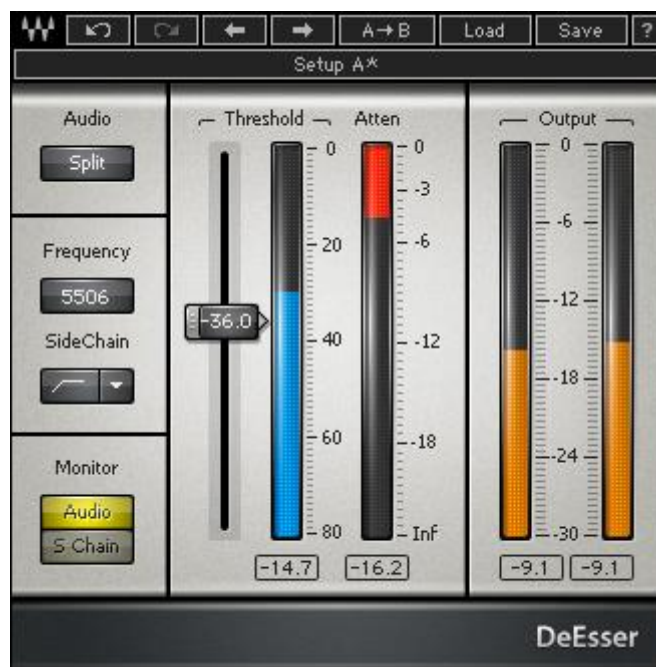 A→B Load Save ?
Setup A*
Audio
Split
Frequency
5506
SideChain
Monitor
Audio
S Chain
Threshold Atten
0 0
-3
20 -6
-36.0
40 -12
60 -18
80 Inf
-14.7 -16.2
Output
0
-6
-12
-18
-24
-30
-9.1 -9.1
DeEsser